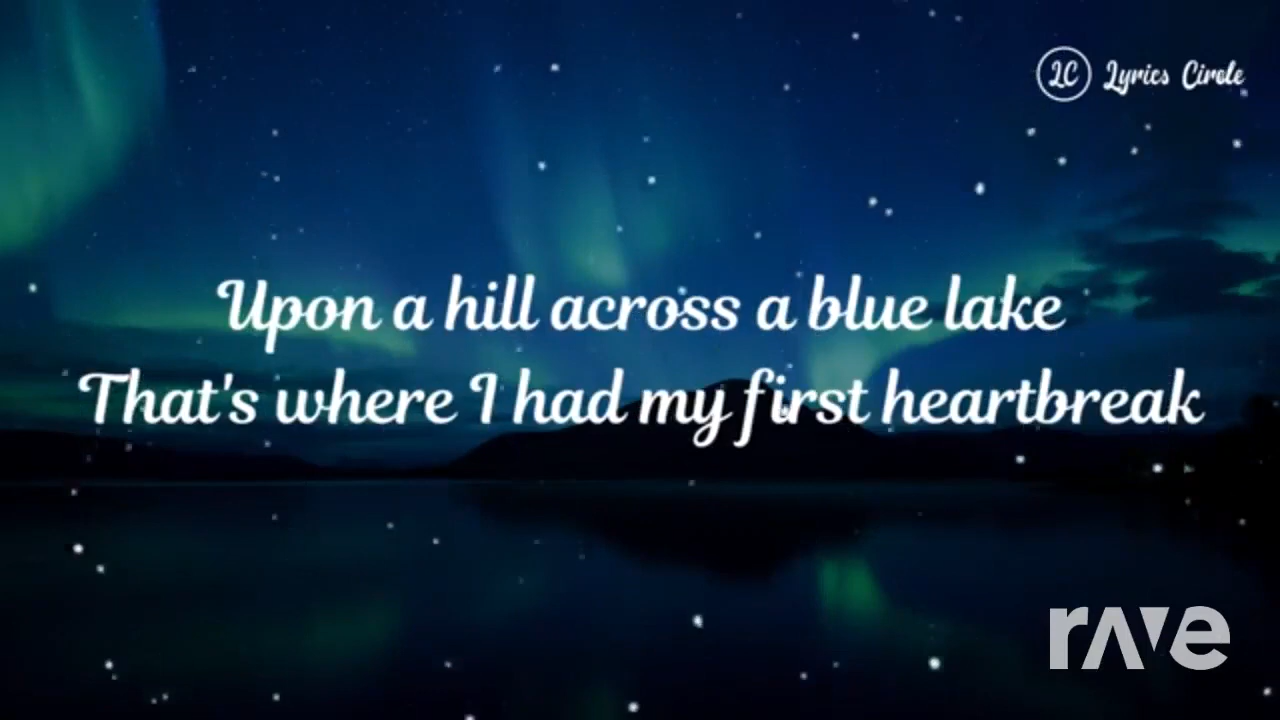 LC Lyrics Circle
Upon a hill across a blue lake
That's where I had my first heartbreak
rave